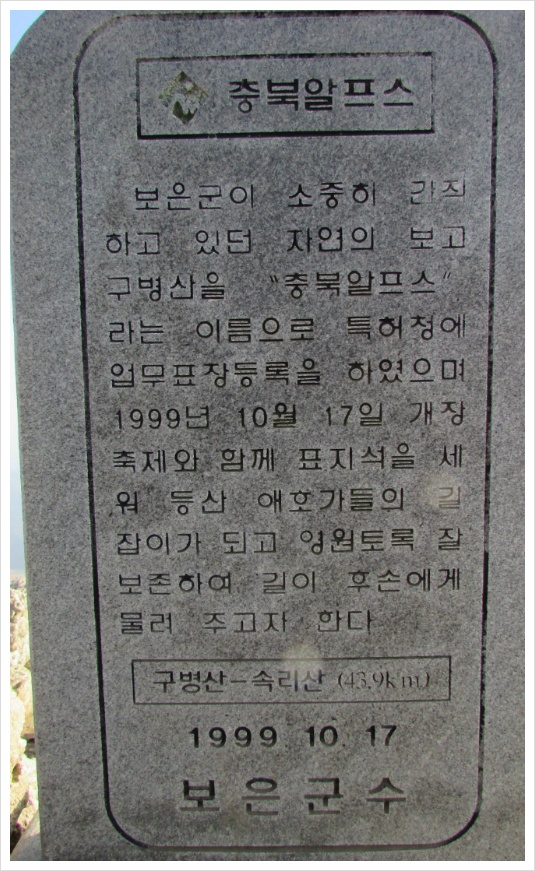 충북알프스
보은군이 소중히 간직
하고 있던 자연의 보고
구병산을 "충북알프스"
라는 이름으로 특허청에
업무표장등록을 하였으며
1999년 10월 17일 개장
축제와 함께 표지석을 세
워 등산 애호가들의 길
잡이가 되고 영원토록 잘
보존하여 길이 후손에게
물려 주고자 한다
구병산-속리산 (43.9km)
1999 10. 17
보은군수